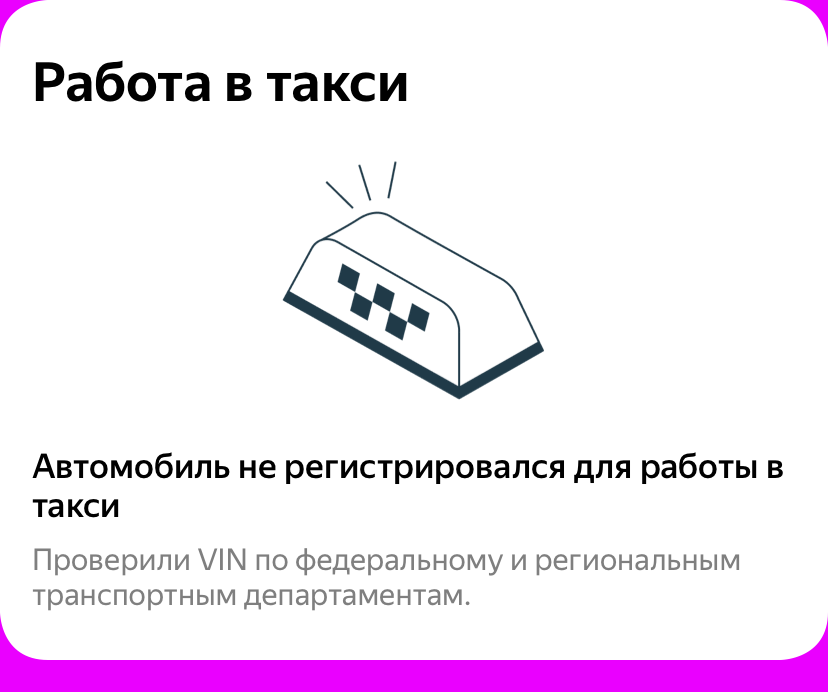 Работа в такси
Автомобиль не регистрировался для работы в
такси
Проверили VIN по федеральному и региональным
транспортным департаментам.